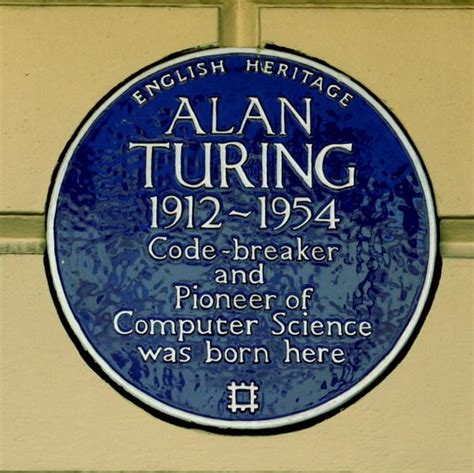 ENGLISH HERITAGE
ALAN
TURING
1912~1954
Code-breaker
and
Pioneer of
Computer Science
was born here